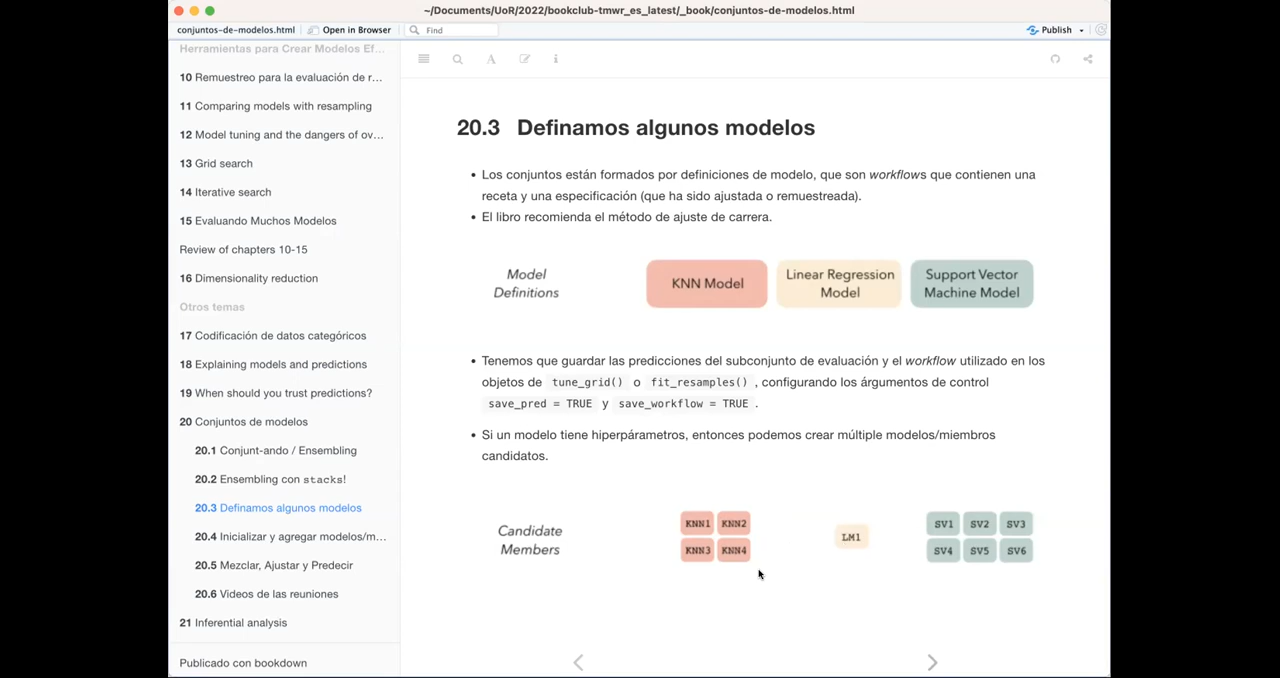 ~/Documents/UoR/2022/bookclub-tmwr_es_latest/_book/conjuntos-de-modelos.html
conjuntos-de-modelos.html
Open in Browser
Find
Publish
Herramientas para Crear Modelos Ef...
10 Remuestreo para la evaluación de r...
11 Comparing models with resampling
12 Model tuning and the dangers of ov...
13 Grid search
14 Iterative search
15 Evaluando Muchos Modelos
Review of chapters 10-15
16 Dimensionality reduction
Otros temas
17 Codificación de datos categóricos
18 Explaining models and predictions
19 When should you trust predictions?
20 Conjuntos de modelos
20.1 Conjunt-ando / Ensembling
20.2 Ensembling con stacks!
20.3 Definamos algunos modelos
20.4 Inicializar y agregar modelos/m...
20.5 Mezclar, Ajustar y Predecir
20.6 Videos de las reuniones
21 Inferential analysis
Publicado con bookdown
20.3 Definamos algunos modelos
• Los conjuntos están formados por definiciones de modelo, que son workflows que contienen una
receta y una especificación (que ha sido ajustada o remuestreada).
• El libro recomienda el método de ajuste de carrera.
Model
Definitions
KNN Model
Linear Regression
Model
Support Vector
Machine Model
• Tenemos que guardar las predicciones del subconjunto de evaluación y el workflow utilizado en los
objetos de tune_grid() o fit_resamples() , configurando los árgumentos de control
save_pred = TRUE y save_workflow = TRUE .
• Si un modelo tiene hiperpárametros, entonces podemos crear múltiple modelos/miembros
candidatos.
Candidate
Members
KNN1 KNN2
KNN3 KNN4
LM1
SV1 SV2 SV3
SV4 SV5 SV6